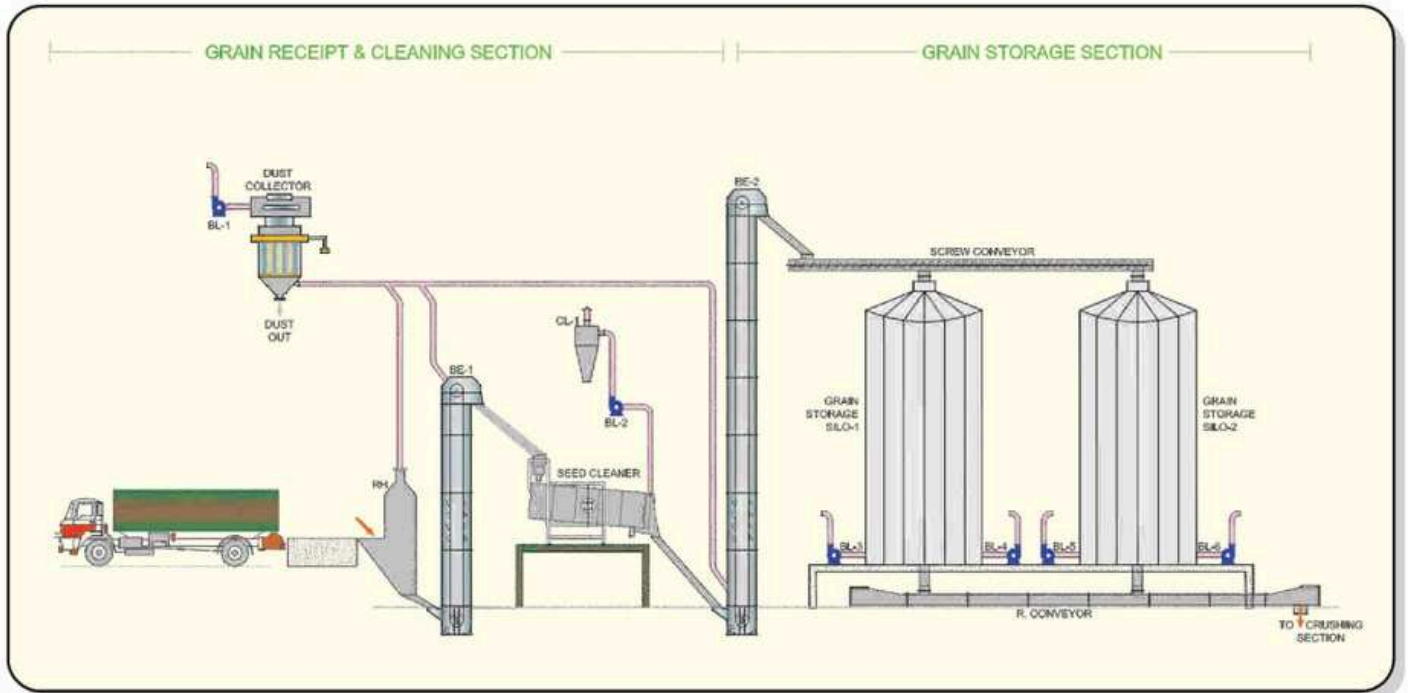 GRAIN RECEIPT & CLEANING SECTION
GRAIN STORAGE SECTION
DUST
COLLECTOR
BL-1
DUST
OUT
BE-1
RH
CL-1
BL-2
SEED CLEANER
BE-2
SCREW CONVEYOR
GRAIN
STORAGE
SILO-1
GRAIN
STORAGE
SILO-2
BL-3
BL-4
BL-5
BL-6
R. CONVEYOR
TO CRUSHING
SECTION